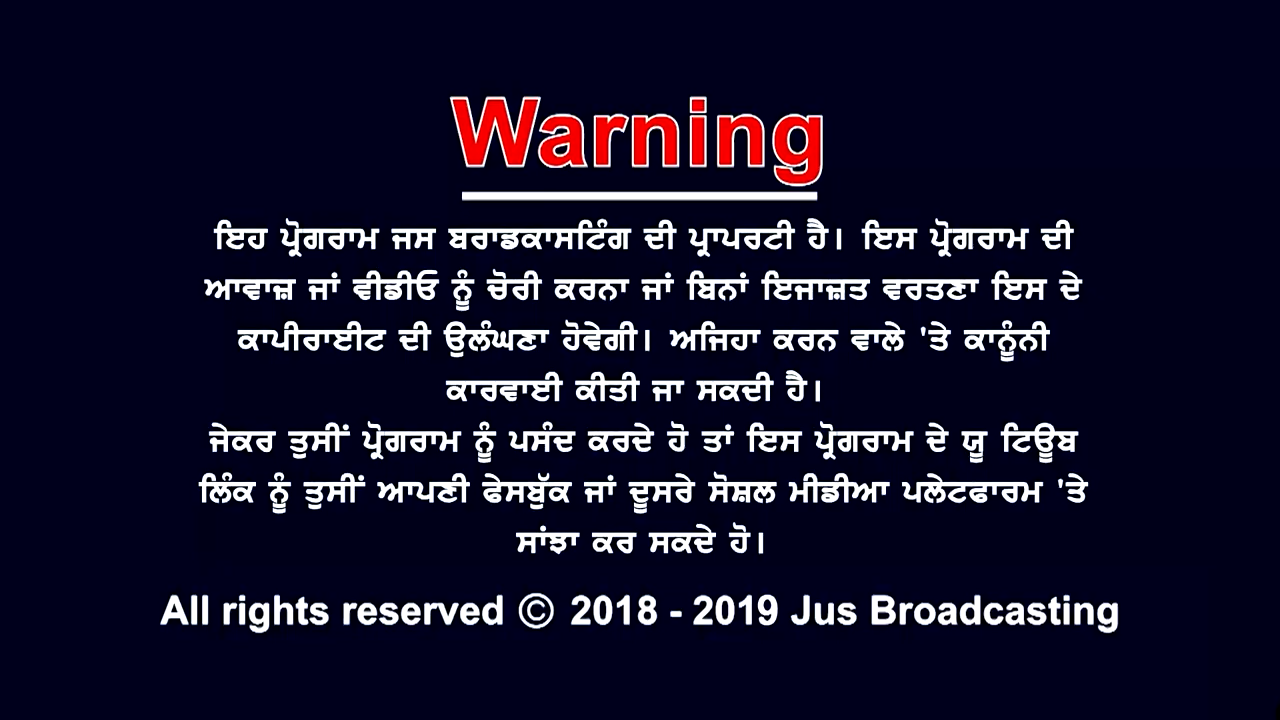 Warning
ਇਹ ਪ੍ਰੋਗਰਾਮ ਜਸ ਬਰਾਡਕਾਸਟਿੰਗ ਦੀ ਪ੍ਰਾਪਰਟੀ ਹੈ। ਇਸ ਪ੍ਰੋਗਰਾਮ ਦੀ
ਆਵਾਜ਼ ਜਾਂ ਵੀਡੀਓ ਨੂੰ ਚੋਰੀ ਕਰਨਾ ਜਾਂ ਬਿਨਾਂ ਇਜਾਜ਼ਤ ਵਰਤਣਾ ਇਸ ਦੇ
ਕਾਪੀਰਾਈਟ ਦੀ ਉਲੰਘਣਾ ਹੋਵੇਗੀ। ਅਜਿਹਾ ਕਰਨ ਵਾਲੇ 'ਤੇ ਕਾਨੂੰਨੀ
ਕਾਰਵਾਈ ਕੀਤੀ ਜਾ ਸਕਦੀ ਹੈ।
ਜੇਕਰ ਤੁਸੀਂ ਪ੍ਰੋਗਰਾਮ ਨੂੰ ਪਸੰਦ ਕਰਦੇ ਹੋ ਤਾਂ ਇਸ ਪ੍ਰੋਗਰਾਮ ਦੇ ਯੂ ਟਿਊਬ
ਲਿੰਕ ਨੂੰ ਤੁਸੀਂ ਆਪਣੀ ਫੇਸਬੁੱਕ ਜਾਂ ਦੂਸਰੇ ਸੋਸ਼ਲ ਮੀਡੀਆ ਪਲੇਟਫਾਰਮ 'ਤੇ
ਸਾਂਝਾ ਕਰ ਸਕਦੇ ਹੋ।
All rights reserved © 2018 - 2019 Jus Broadcasting